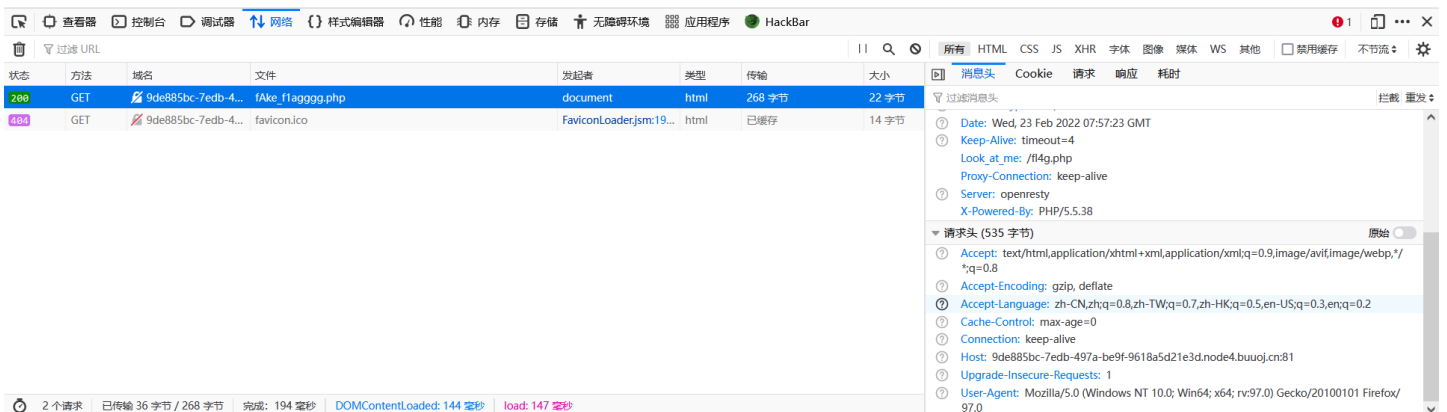 查看器 控制台 调试器 网络 {} 样式编辑器 性能 内存 存储 无障碍环境 应用程序 HackBar 1
过滤 URL 所有 HTML CSS JS XHR 字体 图像 媒体 WS 其他 禁用缓存 不节流
状态 方法 域名 文件 发起者 类型 传输 大小
200 GET 9de885bc-7edb-4... fAke_f1agggg.php document html 268 字节 22 字节
404 GET 9de885bc-7edb-4... favicon.ico FaviconLoader.jsm:19... html 已缓存 14 字节
2 个请求 已传输 36 字节 / 268 字节 完成：194 毫秒 DOMContentLoaded: 144 毫秒 load: 147 毫秒
消息头 Cookie 请求 响应 耗时
过滤消息头 拦截 重发
Date: Wed, 23 Feb 2022 07:57:23 GMT
Keep-Alive: timeout=4
Look_at_me: /fl4g.php
Proxy-Connection: keep-alive
Server: openresty
X-Powered-By: PHP/5.5.38
请求头 (535 字节) 原始
Accept: text/html,application/xhtml+xml,application/xml;q=0.9,image/avif,image/webp,*/
*;q=0.8
Accept-Encoding: gzip, deflate
Accept-Language: zh-CN,zh;q=0.8,zh-TW;q=0.7,zh-HK;q=0.5,en-US;q=0.3,en;q=0.2
Cache-Control: max-age=0
Connection: keep-alive
Host: 9de885bc-7edb-497a-be9f-9618a5d21e3d.node4.buuoj.cn:81
Upgrade-Insecure-Requests: 1
User-Agent: Mozilla/5.0 (Windows NT 10.0; Win64; x64; rv:97.0) Gecko/20100101 Firefox/
97.0